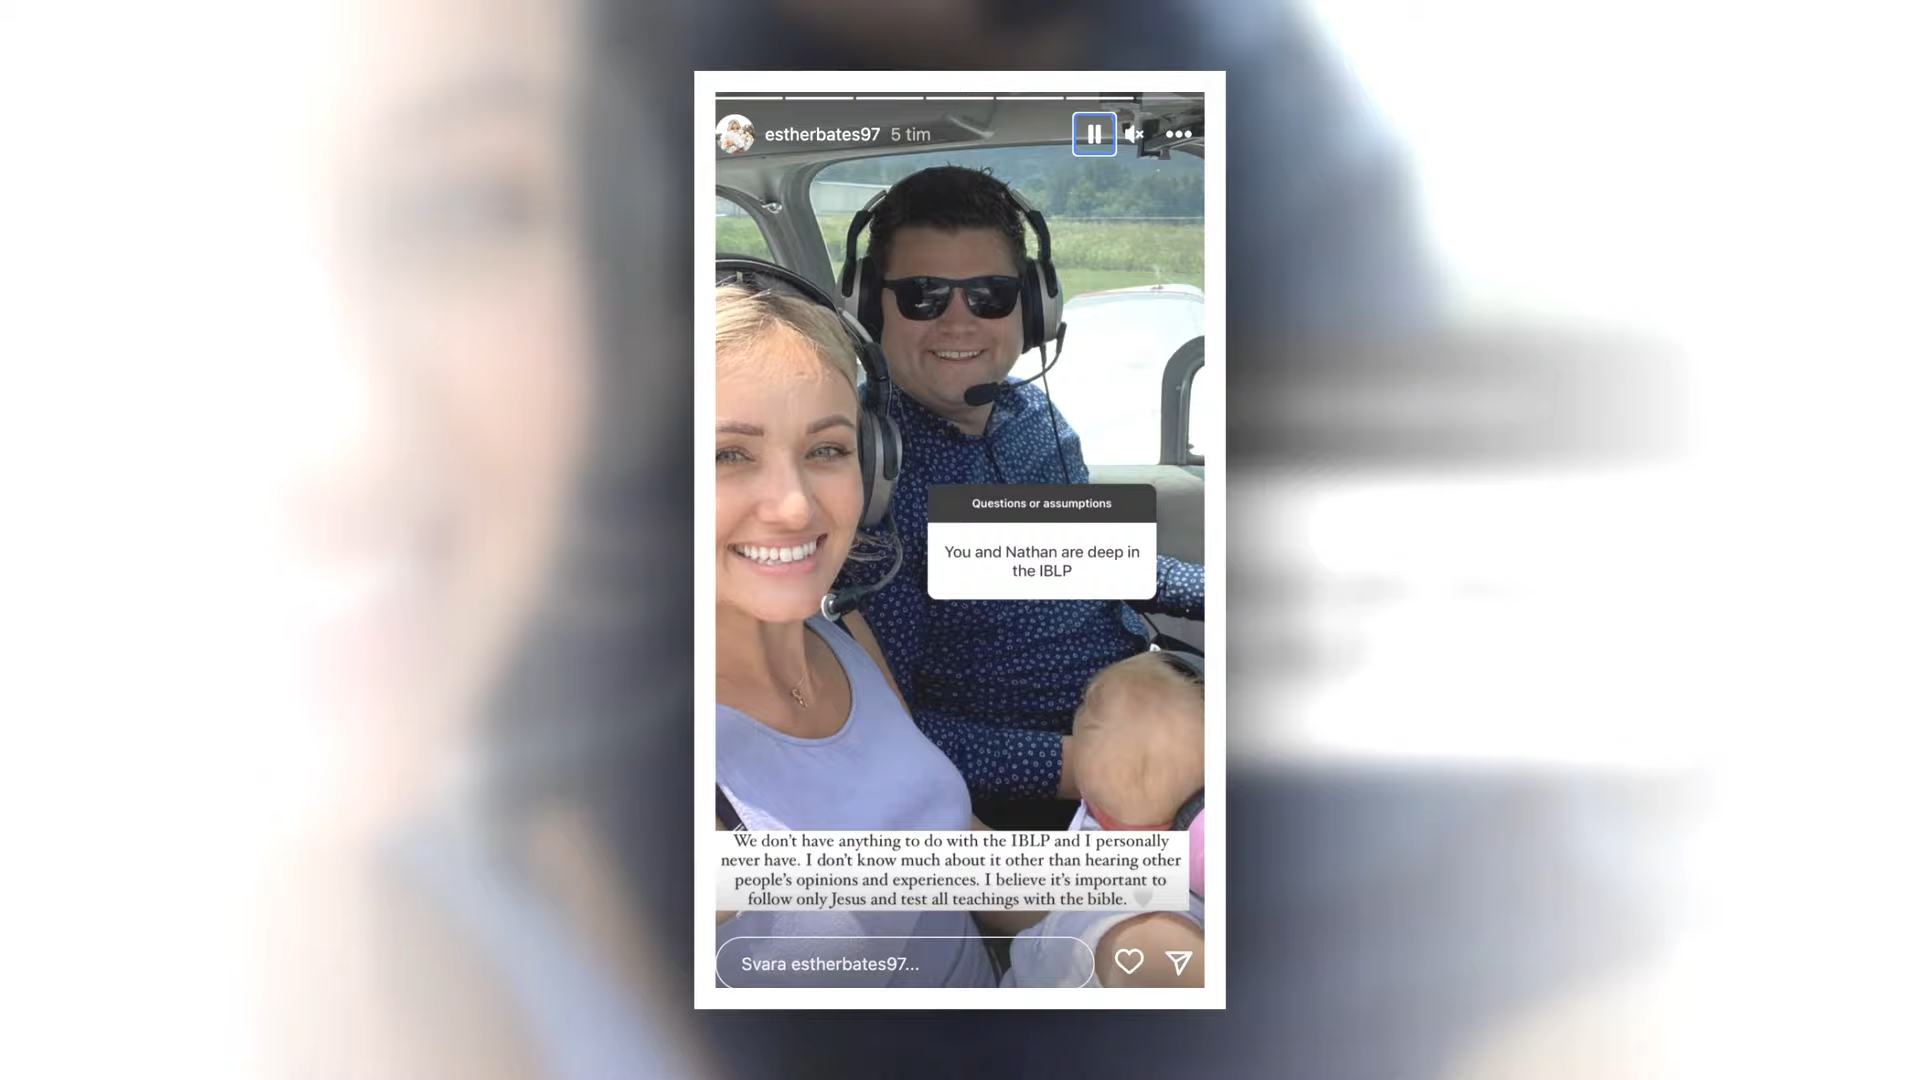 estherbates97 5 tim
Questions or assumptions
You and Nathan are deep in
the IBLP
We don't have anything to do with the IBLP and I personally
never have. I don't know much about it other than hearing other
people's opinions and experiences. I believe it's important to
follow only Jesus and test all teachings with the bible. 🤍
Svara estherbates97...